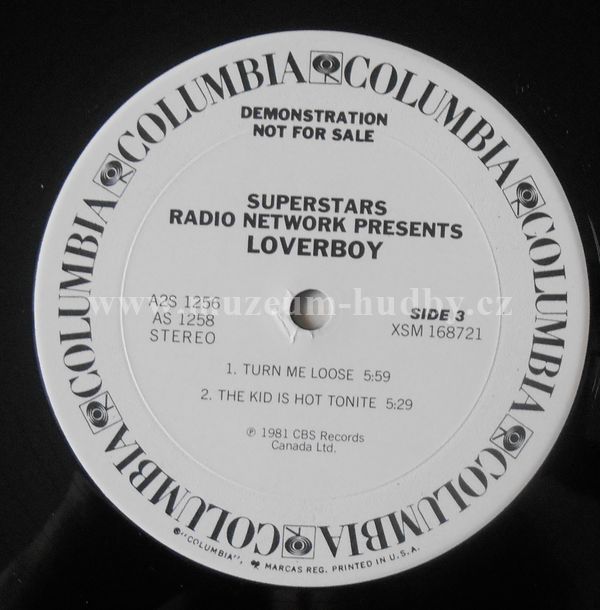 COLUMBIA COLUMBIA COLUMBIA COLUMBIA COLUMBIA COLUMBIA COLUMBIA
DEMONSTRATION
NOT FOR SALE
SUPERSTARS
RADIO NETWORK PRESENTS
LOVERBOY
www.muzeum-hudby.cz
A2S 1256
AS 1258
STEREO
SIDE 3
XSM 168721
1. TURN ME LOOSE 5:59
2. THE KID IS HOT TONITE 5:29
℗ 1981 CBS Records
Canada Ltd.
"COLUMBIA", MARCAS REG. PRINTED IN U.S.A.